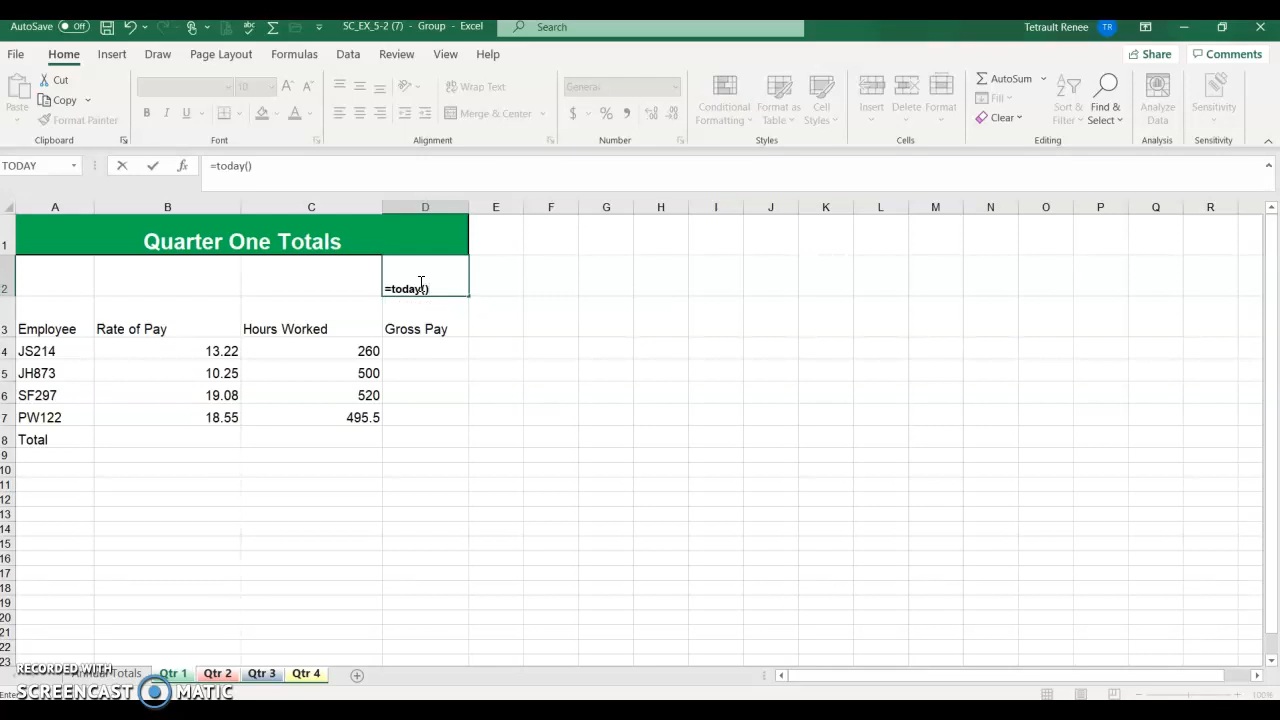 AutoSave Off SC_EX_5-2 (7) - Group - Excel Search Tetrault Renee TR
File Home Insert Draw Page Layout Formulas Data Review View Help Share Comments
Paste Cut Copy Format Painter
10 A A
B I U A
Wrap Text
Merge & Center
General
$ % ,
Conditional Formatting Format as Table Cell Styles
Insert Delete Format
AutoSum Fill Clear
Sort & Filter Find & Select
Analyze Data
Sensitivity
Clipboard Font Alignment Number Styles Cells Editing Analysis Sensitivity
TODAY fx =today()
A B C D E F G H I J K L M N O P Q R
1 Quarter One Totals
2 =today()
3 Employee Rate of Pay Hours Worked Gross Pay
4 JS214 13.22 260
5 JH873 10.25 500
6 SF297 19.08 520
7 PW122 18.55 495.5
8 Total
9
10
11
12
13
14
15
16
17
18
19
20
21
22
23
RECORDED WITH
Annual Totals Qtr 1 Qtr 2 Qtr 3 Qtr 4
SCREENCAST MATIC
100%